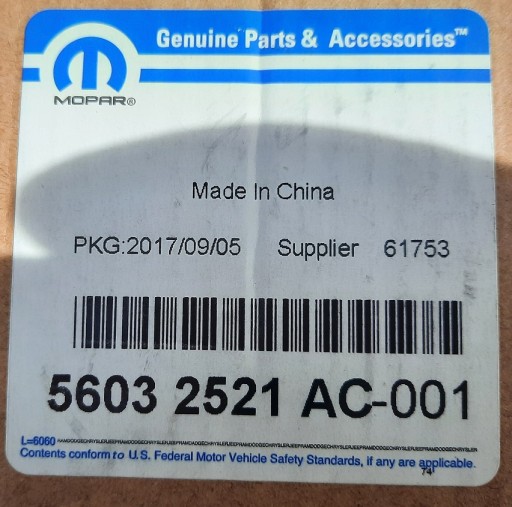 Genuine Parts & Accessories™
MOPAR®
Made In China
PKG:2017/09/05 Supplier 61753
5603 2521 AC-001
L=6060
Contents conform to U.S. Federal Motor Vehicle Safety Standards, if any are applicable.
74